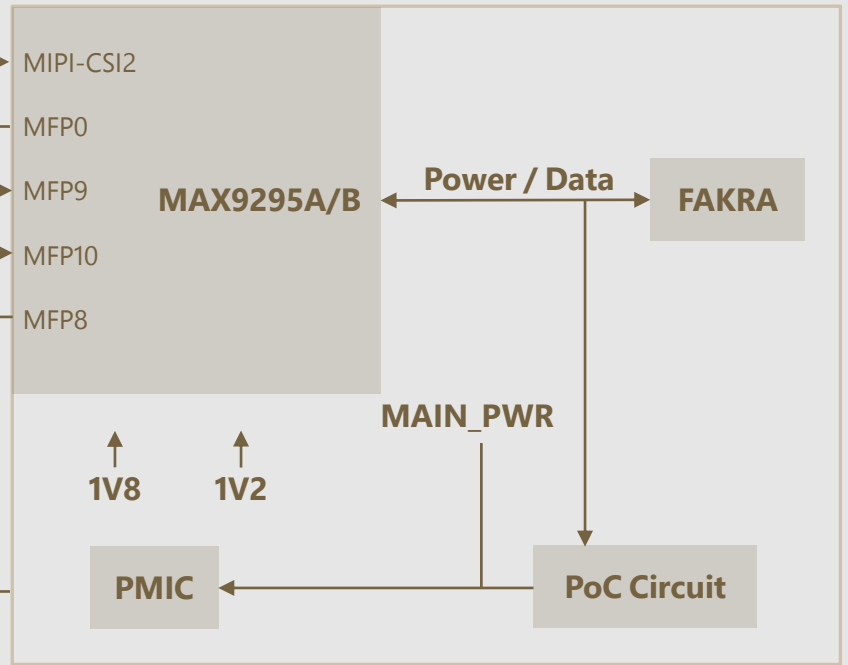 MIPI-CSI2
MFP0
MFP9
MFP10
MFP8
MAX9295A/B
Power / Data
FAKRA
MAIN_PWR
1V8
1V2
PMIC
PoC Circuit